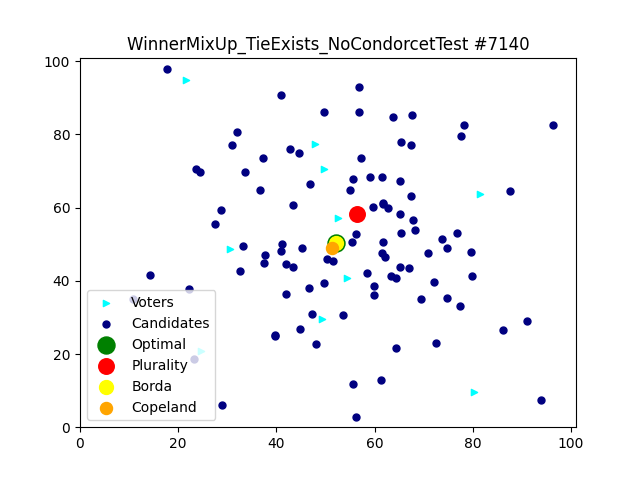 WinnerMixUp_TieExists_NoCondorcetTest #7140
100
80
60
40
20
0
Voters
Candidates
Optimal
Plurality
Borda
Copeland
0 20 40 60 80 100